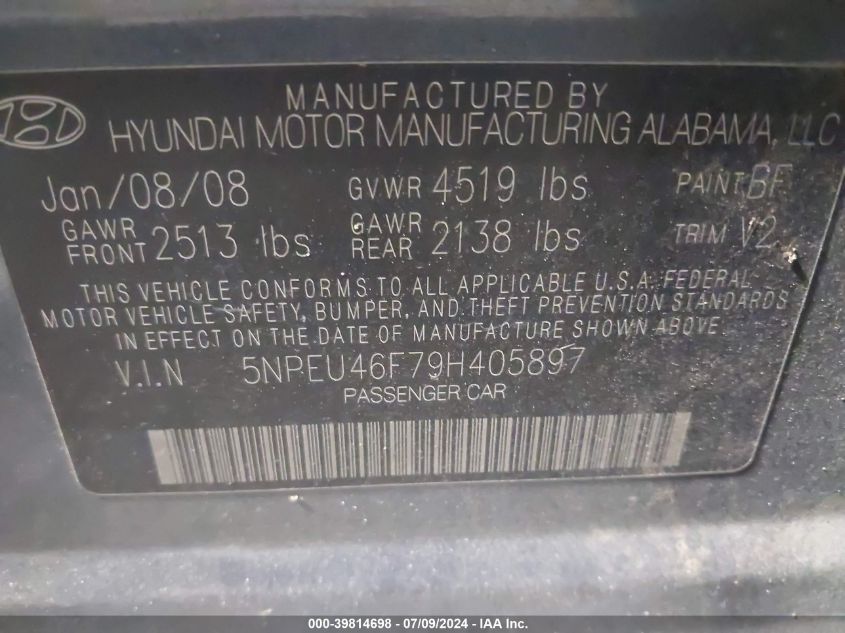 MANUFACTURED BY
HYUNDAI MOTOR MANUFACTURING ALABAMA, LLC
Jan/08/08 GVWR 4519 lbs PAINT BF
GAWR FRONT 2513 lbs GAWR REAR 2138 lbs TRIM V2
THIS VEHICLE CONFORMS TO ALL APPLICABLE U.S.A. FEDERAL
MOTOR VEHICLE SAFETY, BUMPER, AND THEFT PREVENTION STANDARDS
IN EFFECT ON THE DATE OF MANUFACTURE SHOWN ABOVE.
V.I.N 5NPEU46F79H405897
PASSENGER CAR
000-39814698 - 07/09/2024 - IAA Inc.